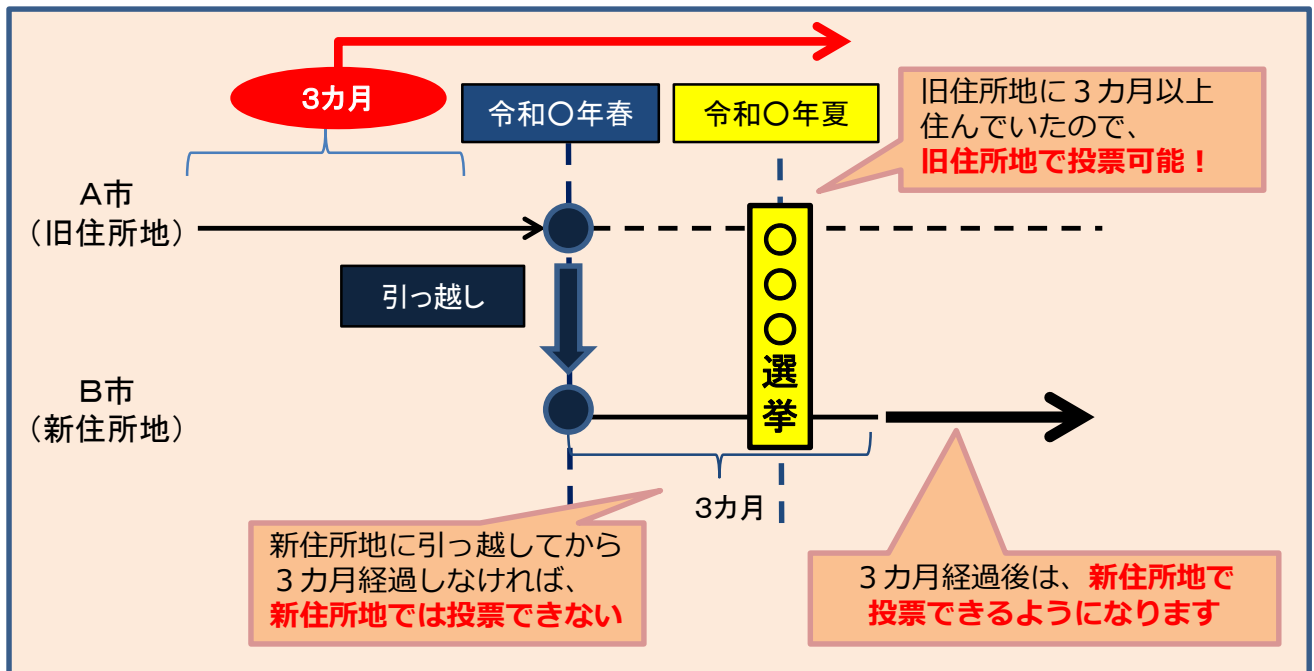 3カ月
令和〇年春
令和〇年夏
旧住所地に３カ月以上
住んでいたので、
旧住所地で投票可能！
A市
（旧住所地）
引っ越し
〇〇〇選挙
B市
（新住所地）
3カ月
新住所地に引っ越してから
３カ月経過しなければ、
新住所地では投票できない
３カ月経過後は、新住所地で
投票できるようになります